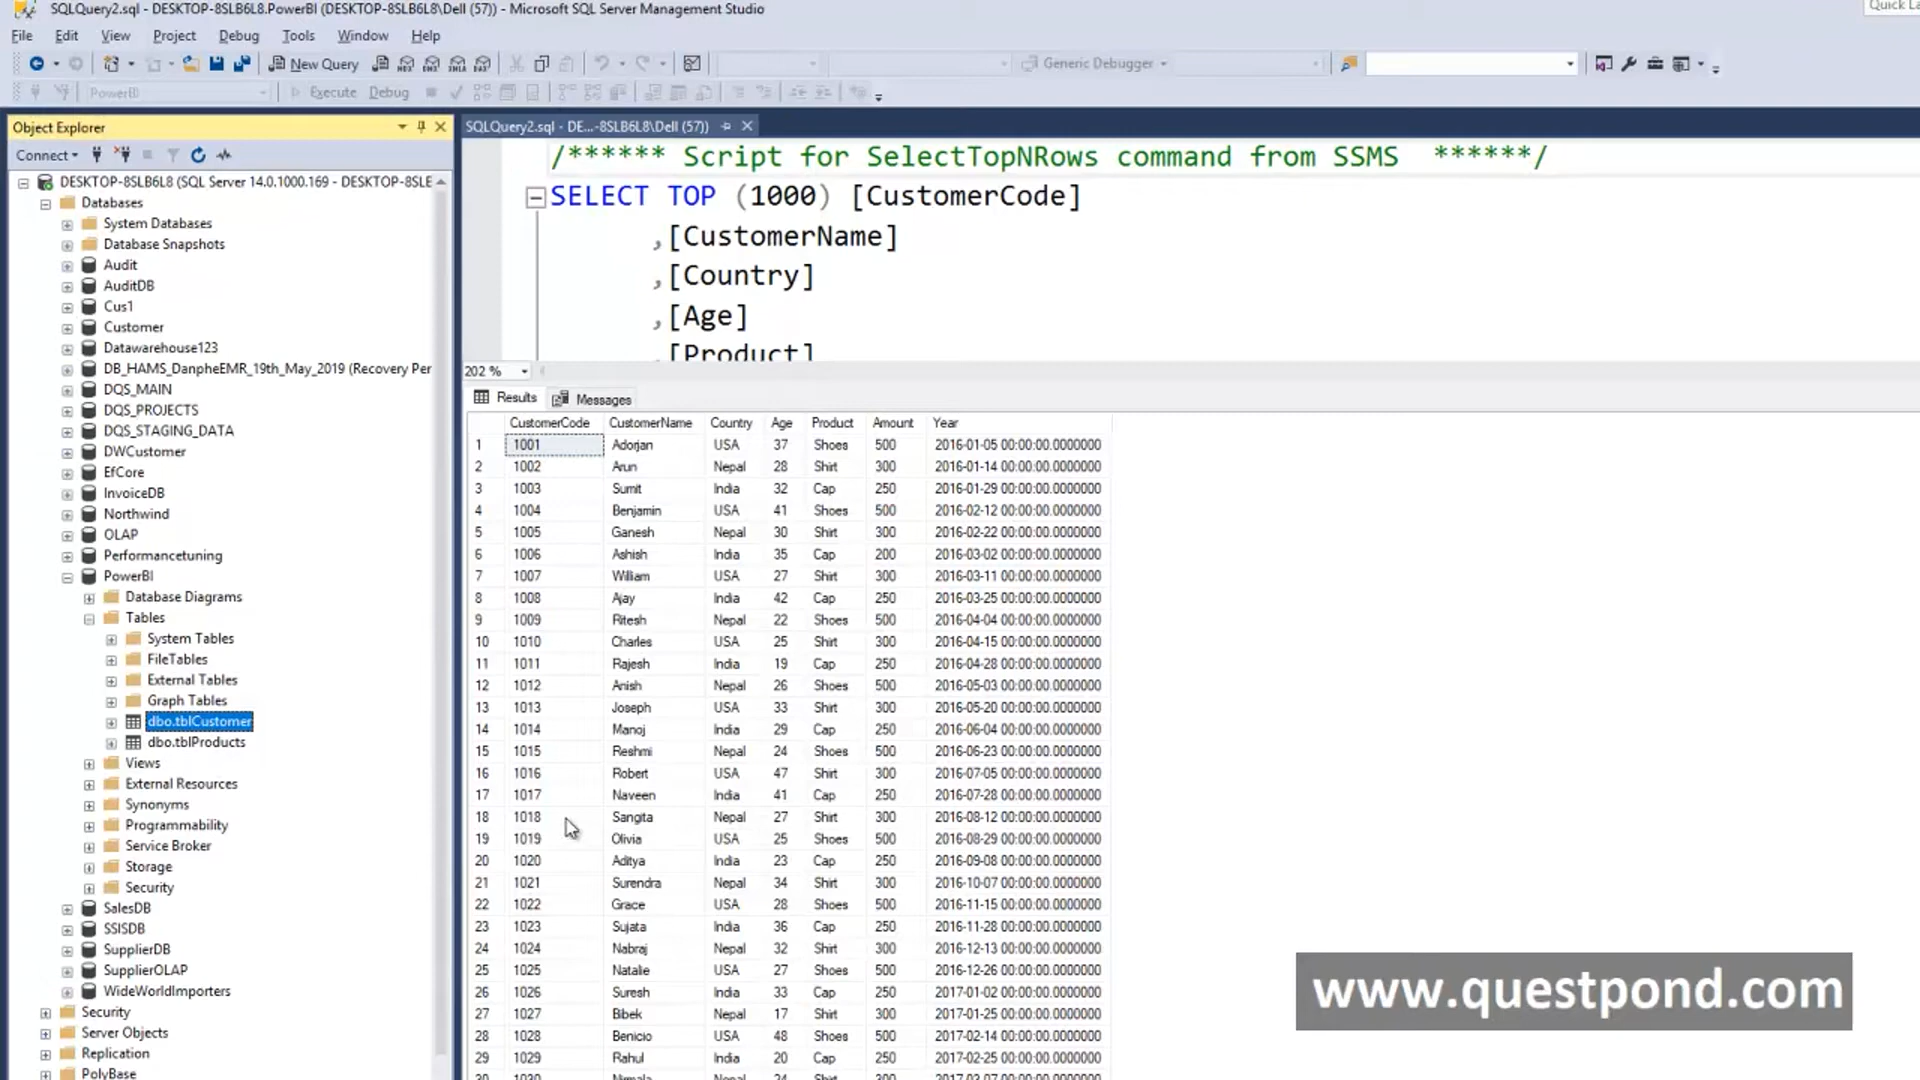 SQLQuery2.sql - DESKTOP-8SLB6L8.PowerBI (DESKTOP-8SLB6L8\Dell (57)) - Microsoft SQL Server Management Studio
Quick La
File Edit View Project Debug Tools Window Help
New Query Generic Debugger
PowerBI Execute Debug
Object Explorer
Connect
DESKTOP-8SLB6L8 (SQL Server 14.0.1000.169 - DESKTOP-8SLE
Databases
System Databases
Database Snapshots
Audit
AuditDB
Cus1
Customer
Datawarehouse123
DB_HAMS_DanpheEMR_19th_May_2019 (Recovery Per
DQS_MAIN
DQS_PROJECTS
DQS_STAGING_DATA
DWCustomer
EfCore
InvoiceDB
Northwind
OLAP
Performancetuning
PowerBI
Database Diagrams
Tables
System Tables
FileTables
External Tables
Graph Tables
dbo.tblCustomer
dbo.tblProducts
Views
External Resources
Synonyms
Programmability
Service Broker
Storage
Security
SalesDB
SSISDB
SupplierDB
SupplierOLAP
WideWorldImporters
Security
Server Objects
Replication
PolyBase
SQLQuery2.sql - DE...-8SLB6L8\Dell (57))
/****** Script for SelectTopNRows command from SSMS ******/
SELECT TOP (1000) [CustomerCode]
,[CustomerName]
,[Country]
,[Age]
,[Product]
202 %
Results Messages
CustomerCode CustomerName Country Age Product Amount Year
1 1001 Adorjan USA 37 Shoes 500 2016-01-05 00:00:00.0000000
2 1002 Arun Nepal 28 Shirt 300 2016-01-14 00:00:00.0000000
3 1003 Sumit India 32 Cap 250 2016-01-29 00:00:00.0000000
4 1004 Benjamin USA 41 Shoes 500 2016-02-12 00:00:00.0000000
5 1005 Ganesh Nepal 30 Shirt 300 2016-02-22 00:00:00.0000000
6 1006 Ashish India 35 Cap 200 2016-03-02 00:00:00.0000000
7 1007 William USA 27 Shirt 300 2016-03-11 00:00:00.0000000
8 1008 Ajay India 42 Cap 250 2016-03-25 00:00:00.0000000
9 1009 Ritesh Nepal 22 Shoes 500 2016-04-04 00:00:00.0000000
10 1010 Charles USA 25 Shirt 300 2016-04-15 00:00:00.0000000
11 1011 Rajesh India 19 Cap 250 2016-04-28 00:00:00.0000000
12 1012 Anish Nepal 26 Shoes 500 2016-05-03 00:00:00.0000000
13 1013 Joseph USA 33 Shirt 300 2016-05-20 00:00:00.0000000
14 1014 Manoj India 29 Cap 250 2016-06-04 00:00:00.0000000
15 1015 Reshmi Nepal 24 Shoes 500 2016-06-23 00:00:00.0000000
16 1016 Robert USA 47 Shirt 300 2016-07-05 00:00:00.0000000
17 1017 Naveen India 41 Cap 250 2016-07-28 00:00:00.0000000
18 1018 Sangita Nepal 27 Shirt 300 2016-08-12 00:00:00.0000000
19 1019 Olivia USA 25 Shoes 500 2016-08-29 00:00:00.0000000
20 1020 Aditya India 23 Cap 250 2016-09-08 00:00:00.0000000
21 1021 Surendra Nepal 34 Shirt 300 2016-10-07 00:00:00.0000000
22 1022 Grace USA 28 Shoes 500 2016-11-15 00:00:00.0000000
23 1023 Sujata India 36 Cap 250 2016-11-28 00:00:00.0000000
24 1024 Nabraj Nepal 32 Shirt 300 2016-12-13 00:00:00.0000000
25 1025 Natalie USA 27 Shoes 500 2016-12-26 00:00:00.0000000
26 1026 Suresh India 33 Cap 250 2017-01-02 00:00:00.0000000
27 1027 Bibek Nepal 17 Shirt 300 2017-01-25 00:00:00.0000000
28 1028 Benicio USA 48 Shoes 500 2017-02-14 00:00:00.0000000
29 1029 Rahul India 20 Cap 250 2017-02-25 00:00:00.0000000
www.questpond.com